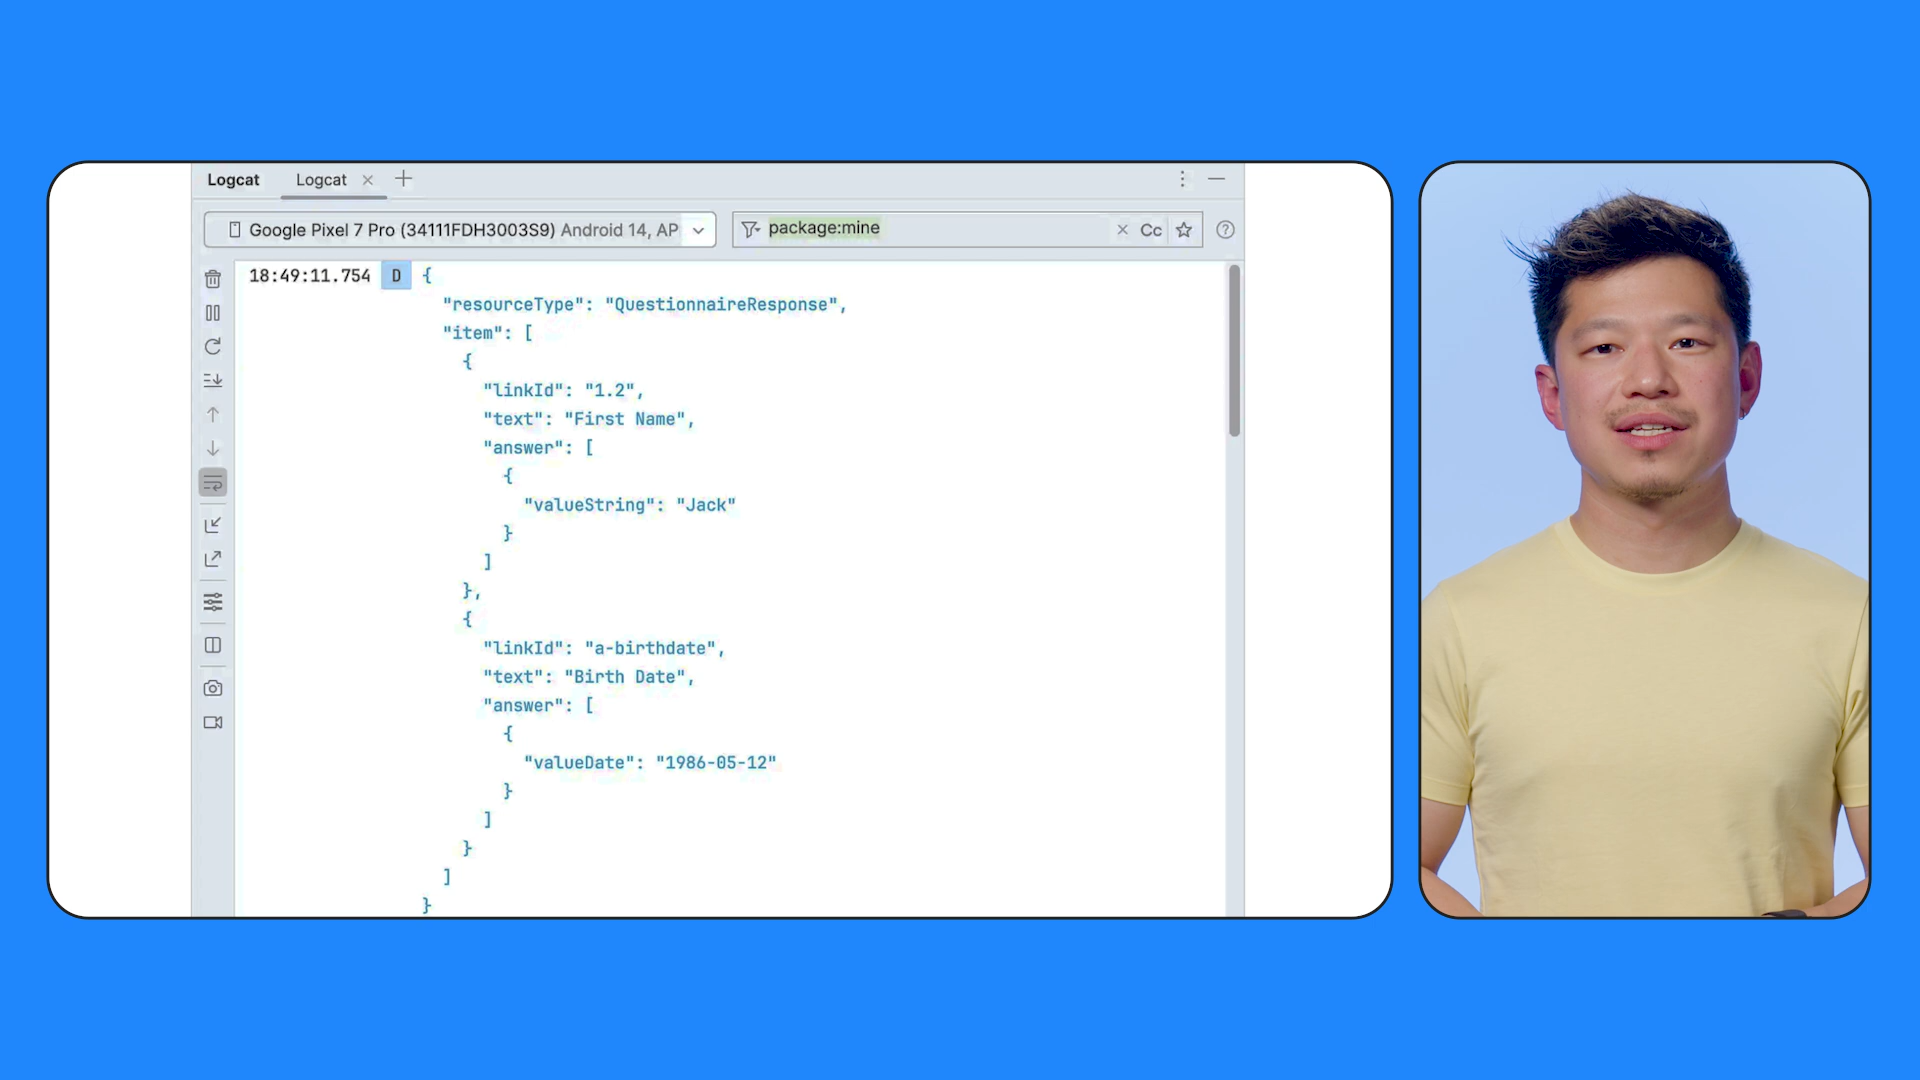 Logcat Logcat
Google Pixel 7 Pro (34111FDH3003S9) Android 14, AP package:mine Cc
18:49:11.754 D {
"resourceType": "QuestionnaireResponse",
"item": [
{
"linkId": "1.2",
"text": "First Name",
"answer": [
{
"valueString": "Jack"
}
]
},
{
"linkId": "a-birthdate",
"text": "Birth Date",
"answer": [
{
"valueDate": "1986-05-12"
}
]
}
]
}